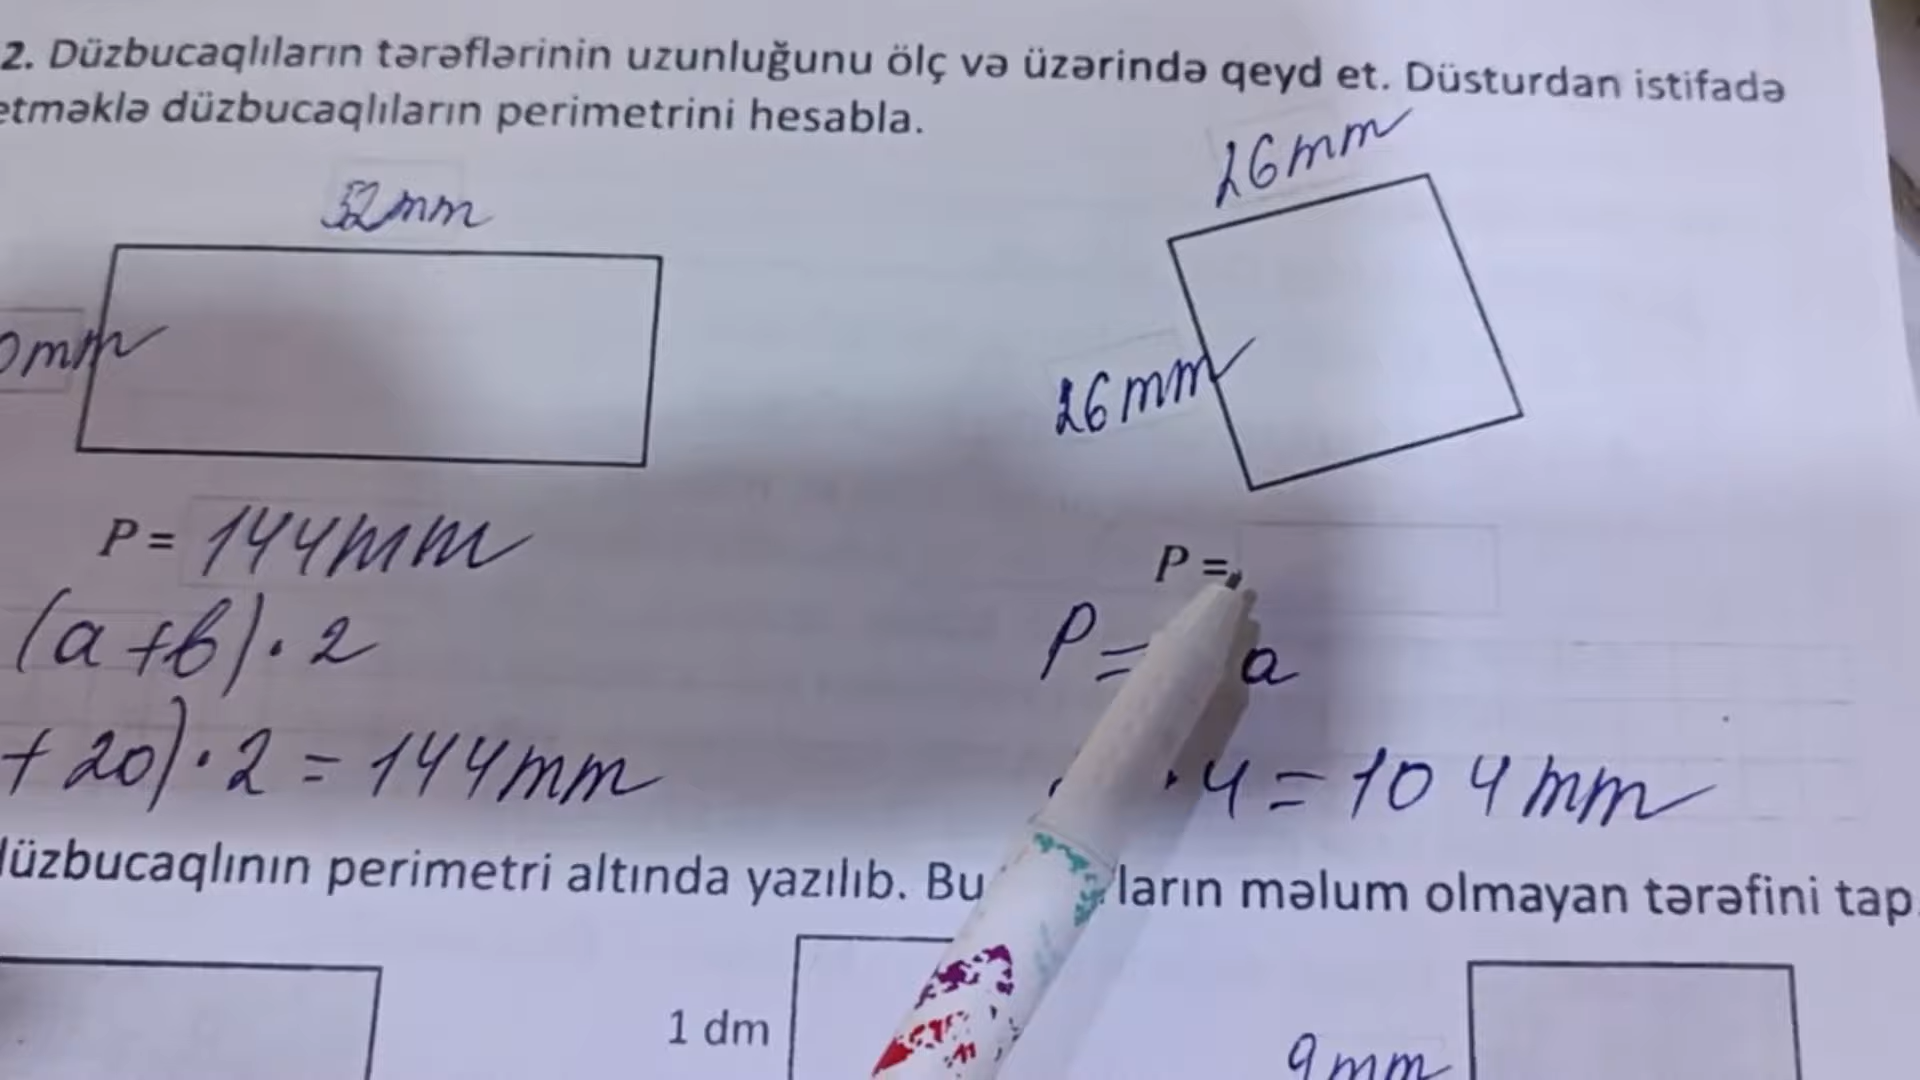 2. Düzbucaqlıların tərəflərinin uzunluğunu ölç və üzərində qeyd et. Düsturdan istifadə
etməklə düzbucaqlıların perimetrini hesabla.
52mm
26mm
0mm
26mm
P = 144mm
P =
(a+b)·2
P= a
+20)·2=144mm
·4=104mm
düzbucaqlının perimetri altında yazılıb. Bu ların məlum olmayan tərəfini tap.
1 dm
9mm